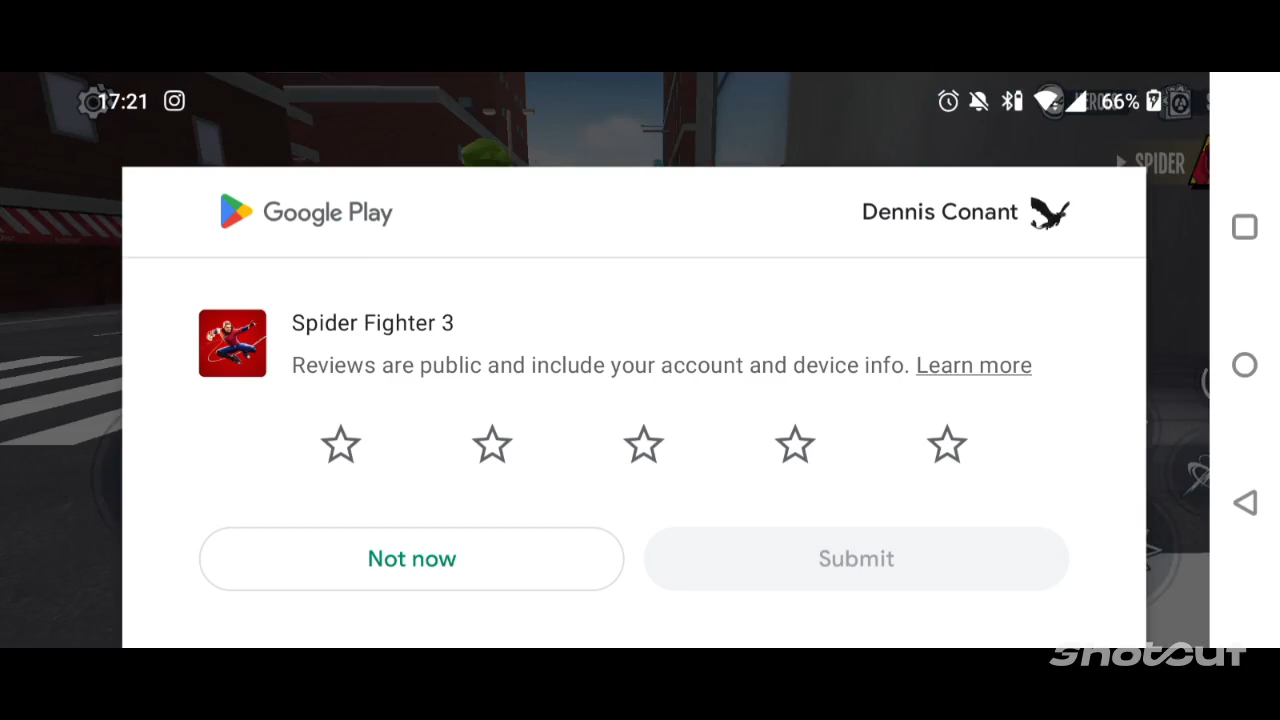 17:21
66%
SPIDER
Google Play
Dennis Conant
Spider Fighter 3
Reviews are public and include your account and device info. Learn more
Not now
Submit
Shotcut